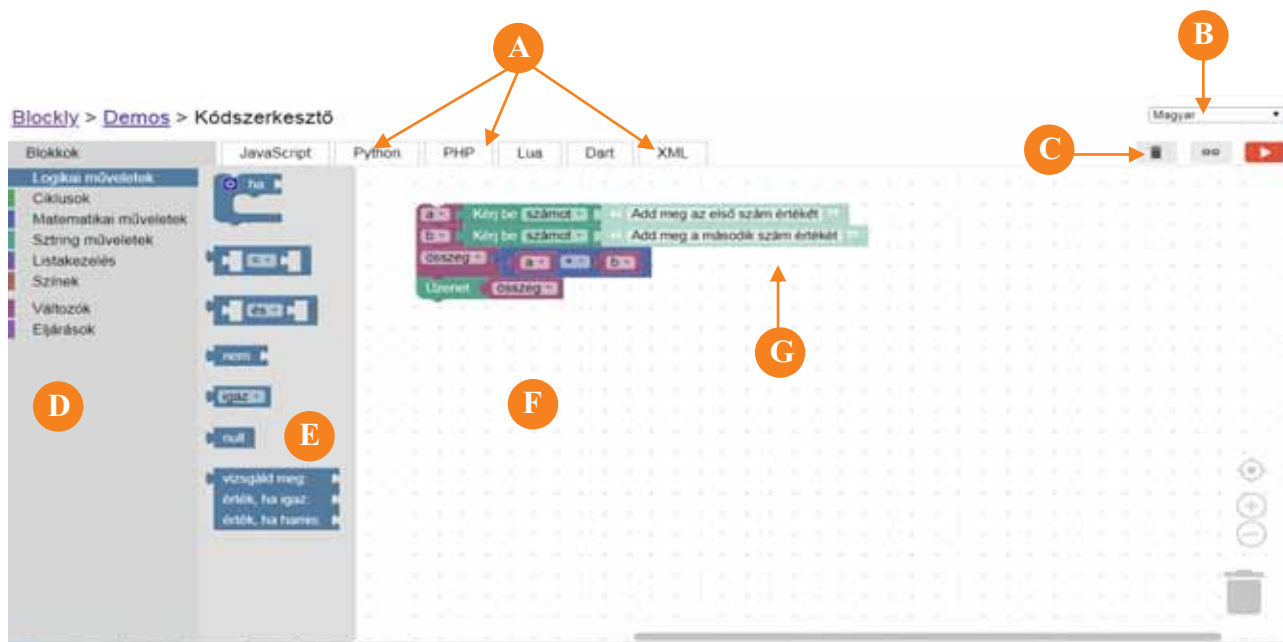 A
B
Blockly > Demos > Kódszerkesztő
Magyar
Blokkok
JavaScript
Python
PHP
Lua
Dart
XML
C
Logikai műveletek
Ciklusok
Matematikai műveletek
Sztring műveletek
Listakezelés
Színek
Változók
Eljárások
D
ha
=
és
nem
igaz
null
E
vizsgáld meg:
érték, ha igaz:
érték, ha hamis:
a Kérj be számot “ Add meg az első szám értékét ”
b Kérj be számot “ Add meg a második szám értékét ”
összeg a + b
Üzenet összeg
G
F